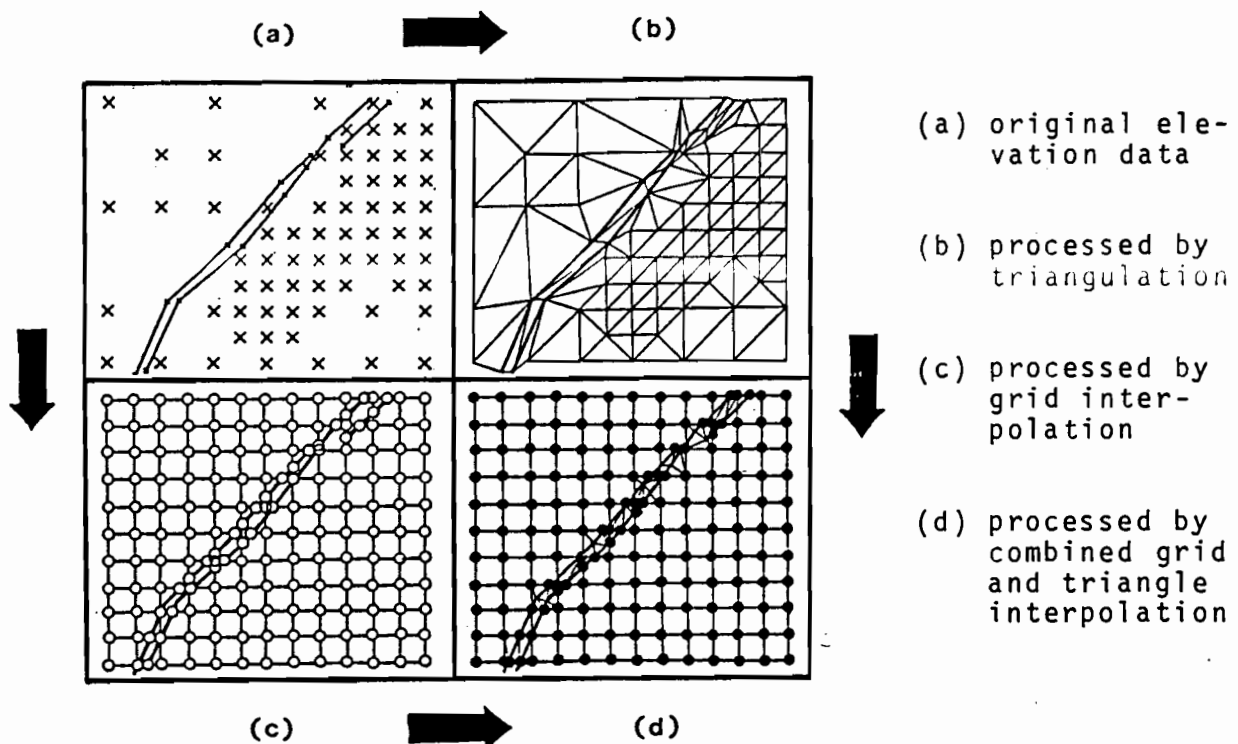 (a)
(b)
(a) original ele-
vation data
(b) processed by
triangulation
(c) processed by
grid inter-
polation
(d) processed by
combined grid
and triangle
interpolation
(c)
(d)